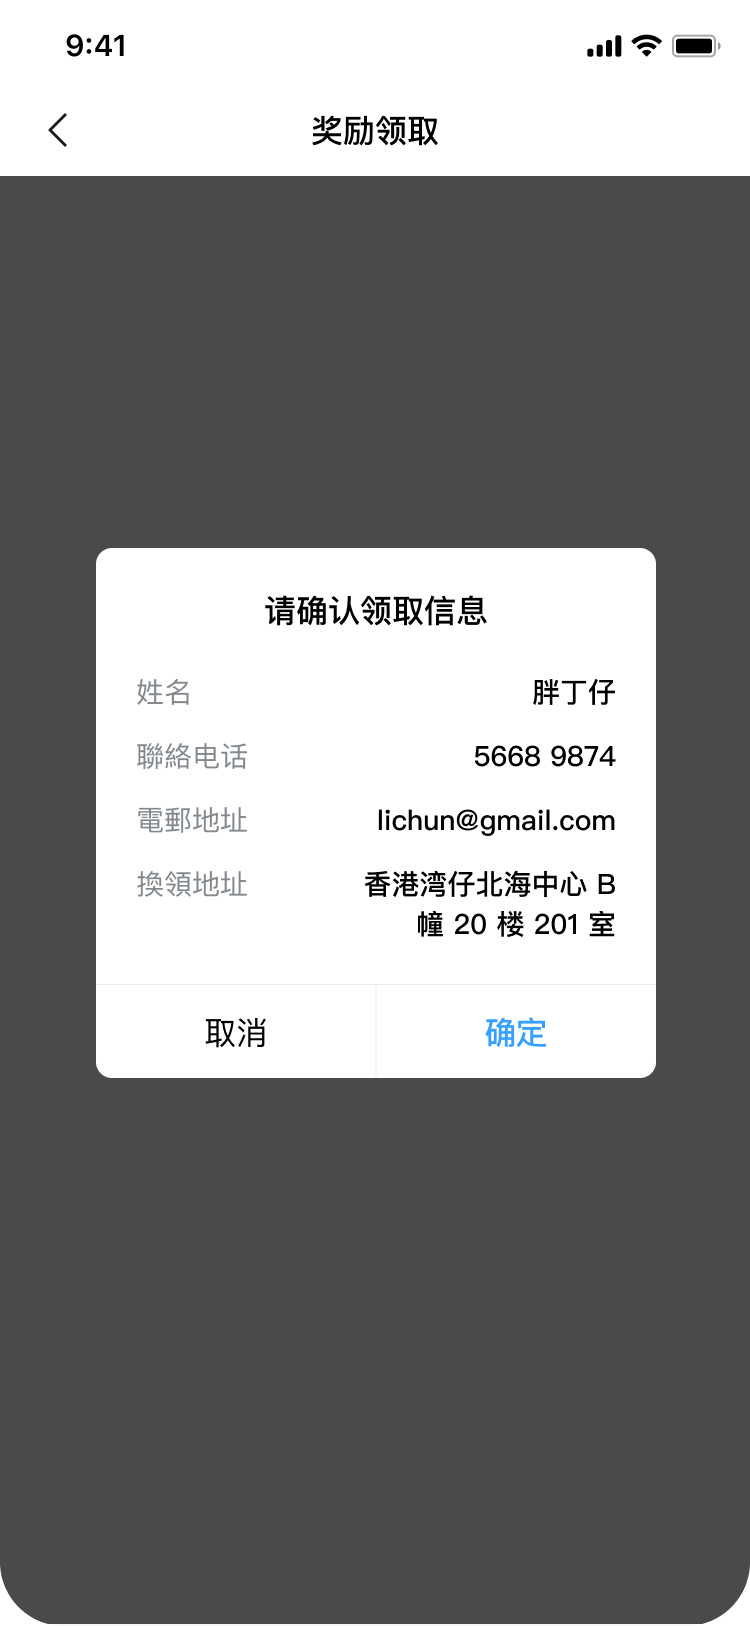 9:41
奖励领取
请确认领取信息
姓名 胖丁仔
聯絡电话 5668 9874
電郵地址 lichun@gmail.com
換領地址 香港湾仔北海中心 B
幢 20 楼 201 室
取消 确定